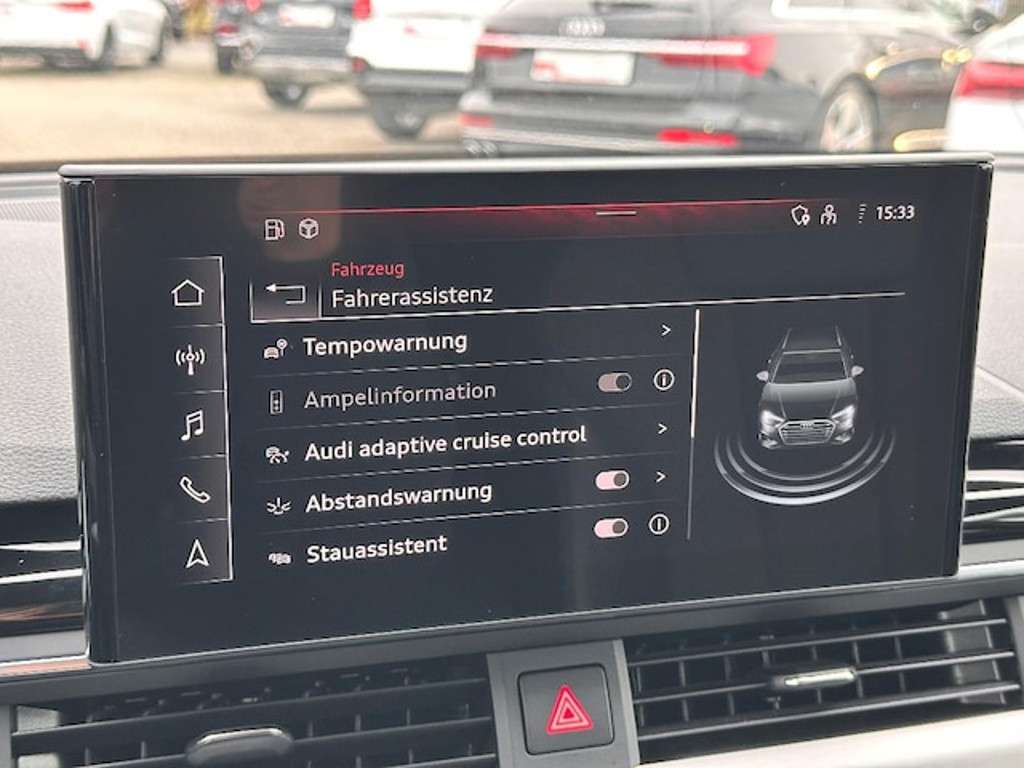 15:33
Fahrzeug
Fahrerassistenz
Tempowarnung
Ampelinformation
Audi adaptive cruise control
Abstandswarnung
Stauassistent